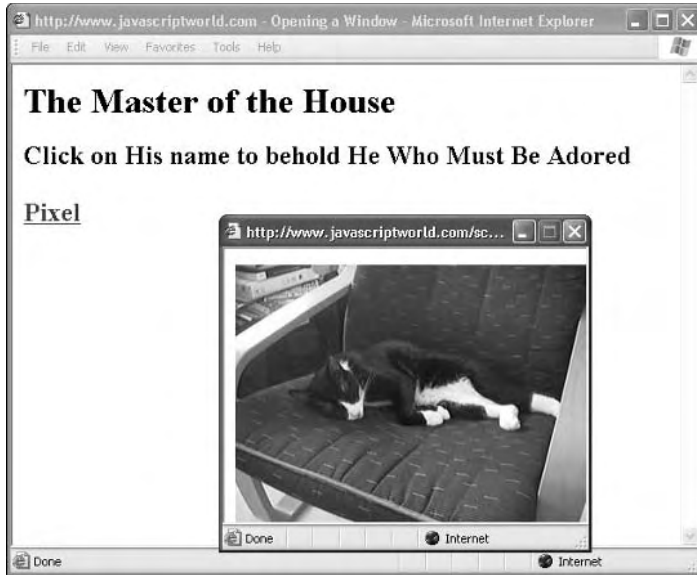 http://www.javascriptworld.com - Opening a Window - Microsoft Internet Explorer
File Edit View Favorites Tools Help
The Master of the House
Click on His name to behold He Who Must Be Adored
Pixel
http://www.javascriptworld.com/sc...
Done Internet
Done Internet